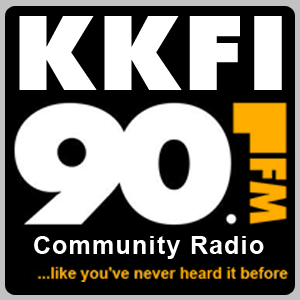 KKFI
90.1 FM
Community Radio
...like you've never heard it before